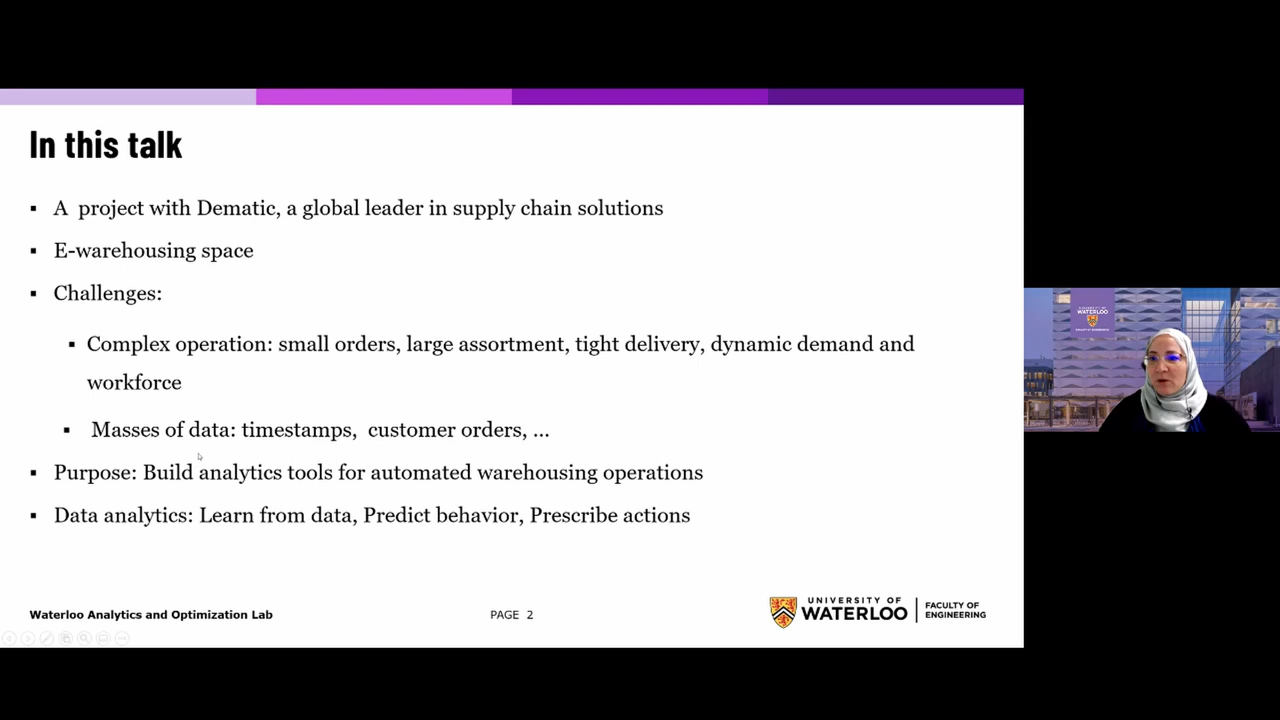 In this talk
▪ A project with Dematic, a global leader in supply chain solutions
▪ E-warehousing space
▪ Challenges:
▪ Complex operation: small orders, large assortment, tight delivery, dynamic demand and
workforce
▪ Masses of data: timestamps, customer orders, ...
▪ Purpose: Build analytics tools for automated warehousing operations
▪ Data analytics: Learn from data, Predict behavior, Prescribe actions
Waterloo Analytics and Optimization Lab
PAGE 2
UNIVERSITY OF
WATERLOO
FACULTY OF
ENGINEERING
WATERLOO